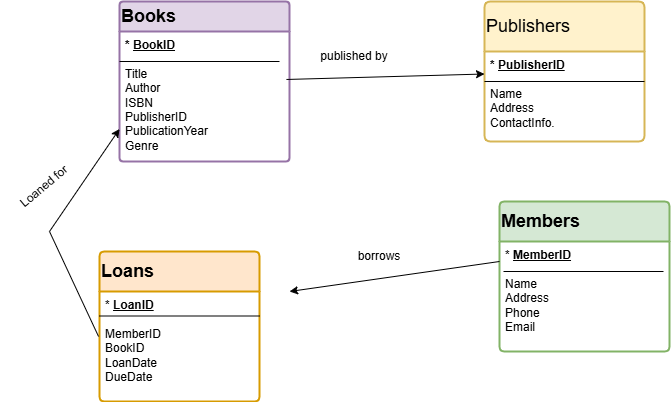 Books
* BookID
Title
Author
ISBN
PublisherID
PublicationYear
Genre
published by
Publishers
* PublisherID
Name
Address
ContactInfo.
Loaned for
Loans
* LoanID
MemberID
BookID
LoanDate
DueDate
borrows
Members
* MemberID
Name
Address
Phone
Email